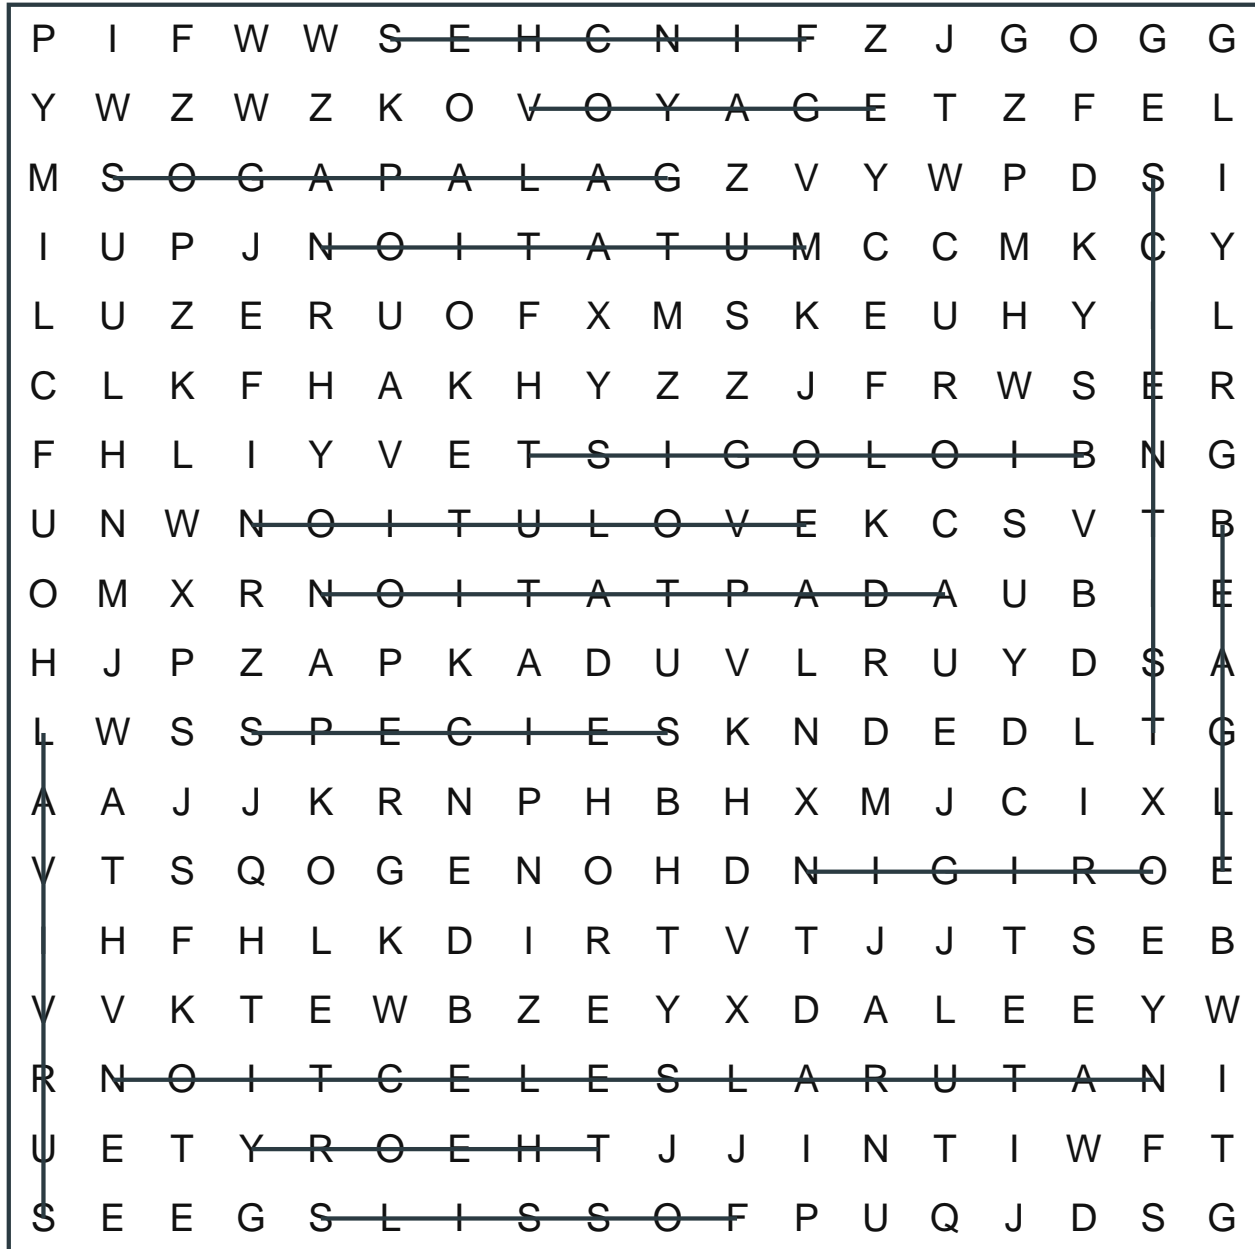 P I F W W S E H C N I F Z J G O G G
Y W Z W Z K O V O Y A G E T Z F E L
M S O G A P A L A G Z V Y W P D S I
I U P J N O I T A T U M C C M K C Y
L U Z E R U O F X M S K E U H Y I L
C L K F H A K H Y Z Z J F R W S E R
F H L I Y V E T S I G O L O I B N G
U N W N O I T U L O V E K C S V T B
O M X R N O I T A T P A D A U B I E
H J P Z A P K A D U V L R U Y D S A
L W S S P E C I E S K N D E D L T G
A A J J K R N P H B H X M J C I X L
V T S Q O G E N O H D N I G I R O E
I H F H L K D I R T V T J J T S E B
V V K T E W B Z E Y X D A L E E Y W
R N O I T C E L E S L A R U T A N I
U E T Y R O E H T J J I N T I W F T
S E E G S L I S S O F P U Q J D S G